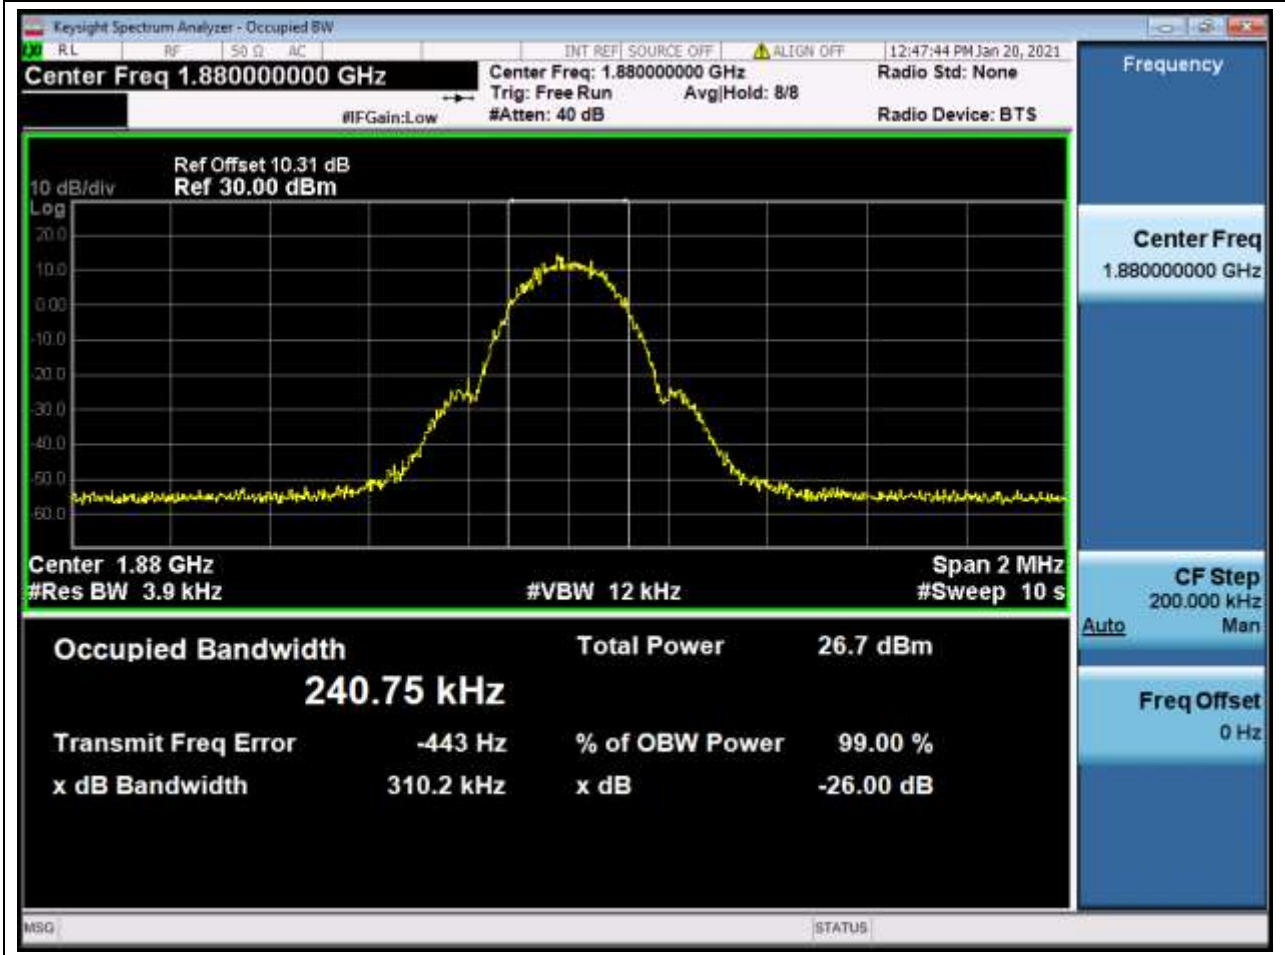 Keysight Spectrum Analyzer - Occupied BW
RL RF 50 Ω AC INT REF SOURCE OFF ALIGN OFF 12:47:44 PM Jan 20, 2021
Center Freq 1.880000000 GHz
Center Freq: 1.880000000 GHz
Radio Std: None
Trig: Free Run Avg|Hold: 8/8
#IFGain:Low
#Atten: 40 dB
Radio Device: BTS
Frequency
Ref Offset 10.31 dB
10 dB/div Ref 30.00 dBm
Log
20.0
10.0
0.00
-10.0
-20.0
-30.0
-40.0
-50.0
-60.0
Center 1.88 GHz Span 2 MHz
#Res BW 3.9 kHz #VBW 12 kHz #Sweep 10 s
Center Freq
1.880000000 GHz
CF Step
200.000 kHz
Auto Man
Freq Offset
0 Hz
Occupied Bandwidth Total Power 26.7 dBm
240.75 kHz
Transmit Freq Error -443 Hz % of OBW Power 99.00 %
x dB Bandwidth 310.2 kHz x dB -26.00 dB
MSG STATUS